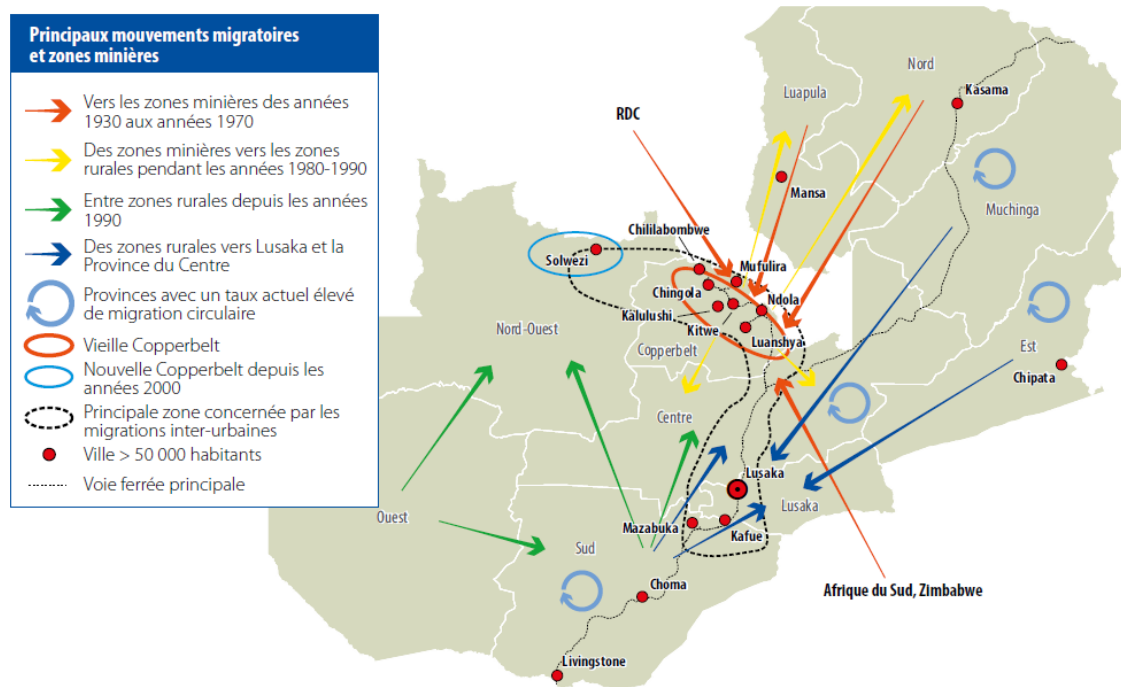 Principaux mouvements migratoires
et zones minières
Vers les zones minières des années
1930 aux années 1970
Des zones minières vers les zones
rurales pendant les années 1980-1990
Entre zones rurales depuis les années
1990
Des zones rurales vers Lusaka et la
Province du Centre
Provinces avec un taux actuel élevé
de migration circulaire
Vieille Copperbelt
Nouvelle Copperbelt depuis les
années 2000
Principale zone concernée par les
migrations inter-urbaines
Ville > 50 000 habitants
Voie ferrée principale
Nord
Kasama
Luapula
RDC
Mansa
Muchinga
Chililabombwe
Solwezi
Mufulira
Chingola
Ndola
Kalulushi
Kitwe
Nord-Ouest
Luanshya
Copperbelt
Est
Chipata
Centre
Lusaka
Lusaka
Ouest
Mazabuka
Kafue
Sud
Choma
Afrique du Sud, Zimbabwe
Livingstone